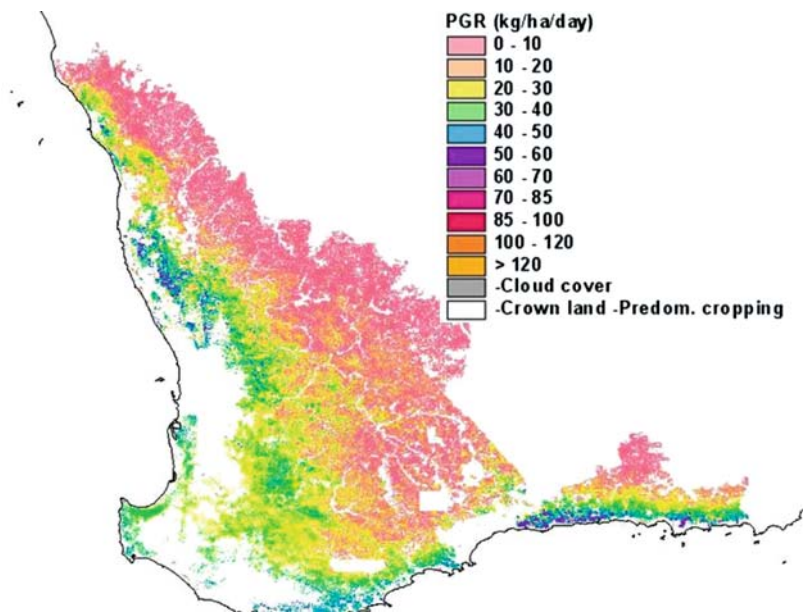 PGR (kg/ha/day)
0 - 10
10 - 20
20 - 30
30 - 40
40 - 50
50 - 60
60 - 70
70 - 85
85 - 100
100 - 120
> 120
-Cloud cover
-Crown land -Predom. cropping